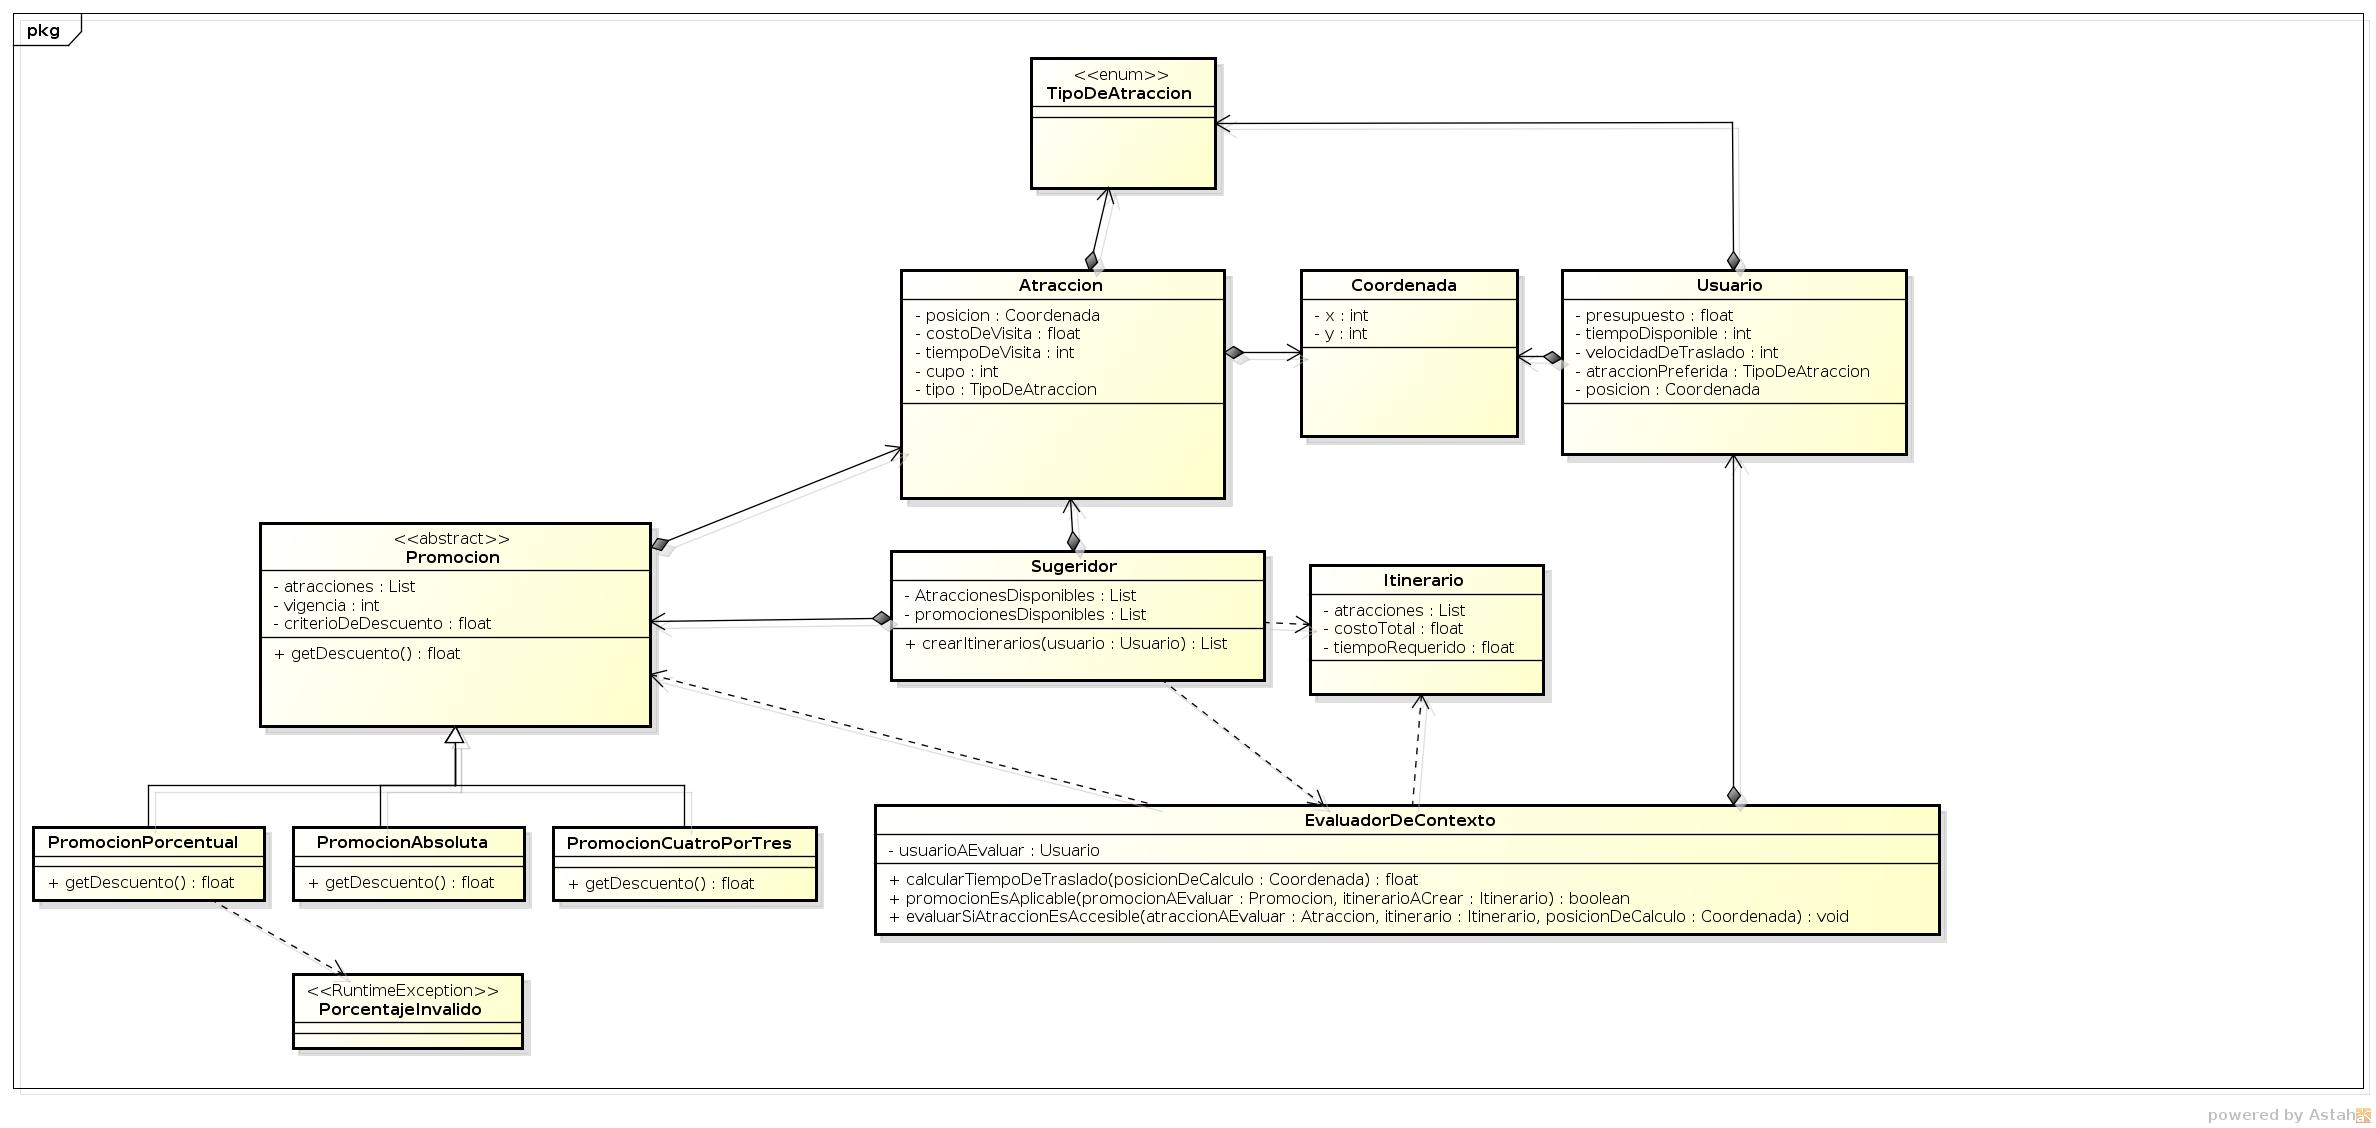 pkg
<<enum>>
TipoDeAtraccion
Atraccion
- posicion : Coordenada
- costoDeVisita : float
- tiempoDeVisita : int
- cupo : int
- tipo : TipoDeAtraccion
Coordenada
- x : int
- y : int
Usuario
- presupuesto : float
- tiempoDisponible : int
- velocidadDeTraslado : int
- atraccionPreferida : TipoDeAtraccion
- posicion : Coordenada
<<abstract>>
Promocion
- atracciones : List
- vigencia : int
- criterioDeDescuento : float
+ getDescuento() : float
Sugeridor
- AtraccionesDisponibles : List
- promocionesDisponibles : List
+ crearItinerarios(usuario : Usuario) : List
Itinerario
- atracciones : List
- costoTotal : float
- tiempoRequerido : float
PromocionPorcentual
+ getDescuento() : float
PromocionAbsoluta
+ getDescuento() : float
PromocionCuatroPorTres
+ getDescuento() : float
EvaluadorDeContexto
- usuarioAEvaluar : Usuario
+ calcularTiempoDeTraslado(posicionDeCalculo : Coordenada) : float
+ promocionEsAplicable(promocionAEvaluar : Promocion, itinerarioACrear : Itinerario) : boolean
+ evaluarSiAtraccionEsAccesible(atraccionAEvaluar : Atraccion, itinerario : Itinerario, posicionDeCalculo : Coordenada) : void
<<RuntimeException>>
PorcentajeInvalido
powered by Astah